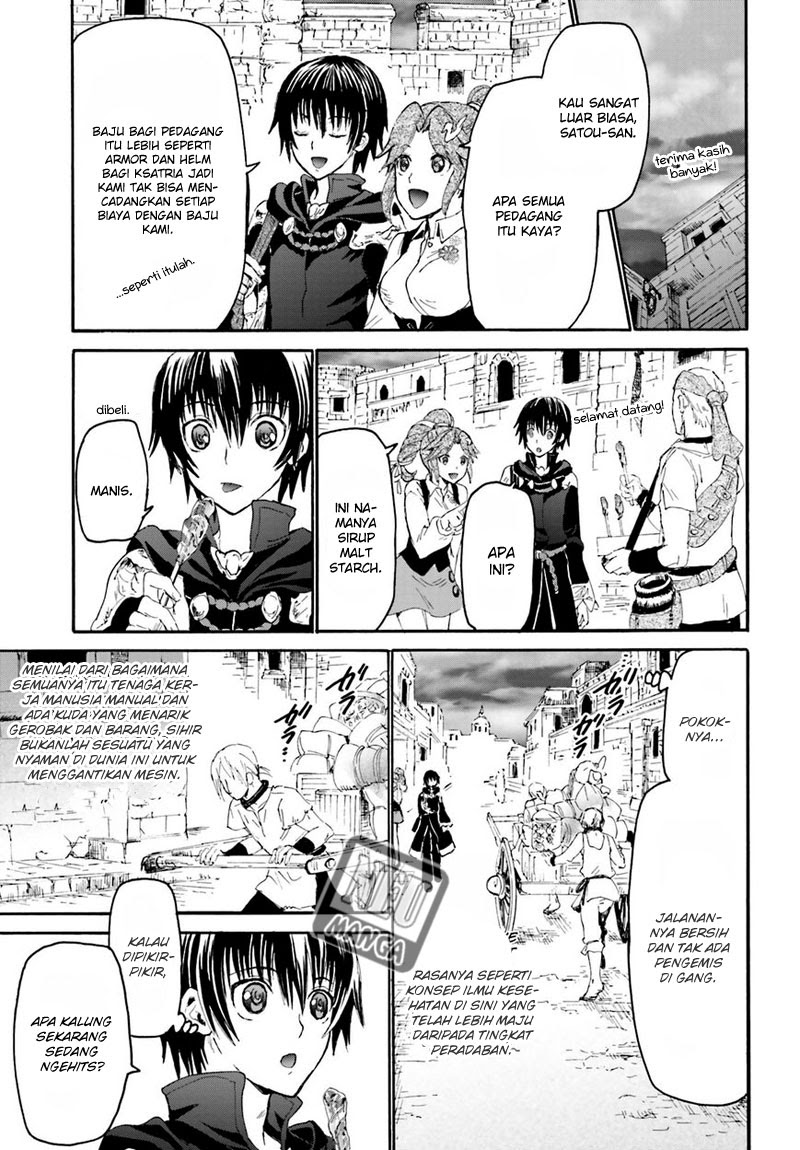 terima kasih
banyak!
KAU SANGAT
LUAR BIASA,
SATOU-SAN.
APA SEMUA
PEDAGANG
ITU KAYA?
BAJU BAGI PEDAGANG
ITU LEBIH SEPERTI
ARMOR DAN HELM
BAGI KSATRIA JADI
KAMI TAK BISA MEN-
CADANGKAN SETIAP
BIAYA DENGAN BAJU
KAMI.
...seperti itulah.
selamat datang!
APA
INI?
INI NA-
MANYA
SIRUP
MALT
STARCH.
dibeli.
MANIS.
POKOK-
NYA...
JALANAN-
NYA BERSIH
DAN TAK ADA
PENGEMIS
DI GANG.
ガガ
RASANYA SEPERTI
KONSEP ILMU KESE-
HATAN DI SINI YANG
TELAH LEBIH MAJU
DARIPADA TINGKAT
PERADABAN.~
ガガ
MENILAI DARI BAGAIMANA
SEMUANYA ITU TENAGA KER-
JA MANUSIA MANUAL DAN
ADA KUDA YANG MENARIK
GEROBAK DAN BARANG, SIHIR
BUKANLAH SESUATU YANG
NYAMAN DI DUNIA INI UNTUK
MENGGANTIKAN MESIN.
MANGA
KALAU
DIPIKIR-
PIKIR,
APA KALUNG
SEKARANG
SEDANG
NGEHITS?